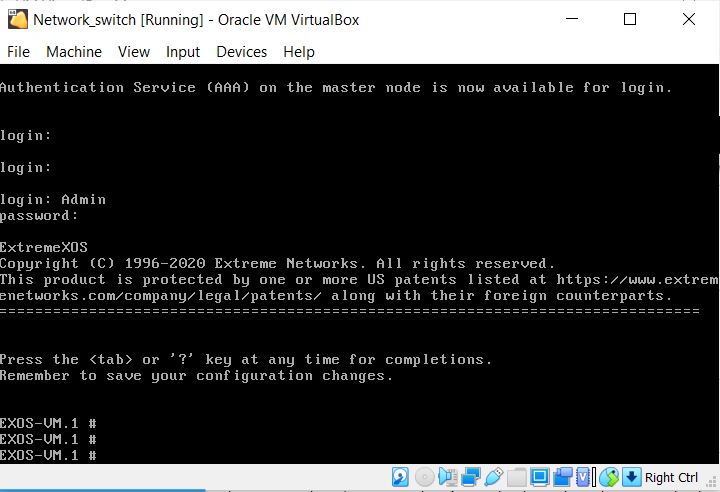 Network_switch [Running] - Oracle VM VirtualBox
File Machine View Input Devices Help
Authentication Service (AAA) on the master node is now available for login.
login:
login:
login: Admin
password:
ExtremeXOS
Copyright (C) 1996-2020 Extreme Networks. All rights reserved.
This product is protected by one or more US patents listed at https://www.extrem
enetworks.com/company/legal/patents/ along with their foreign counterparts.
==============================================================================
Press the <tab> or '?' key at any time for completions.
Remember to save your configuration changes.
EXOS-VM.1 #
EXOS-VM.1 #
EXOS-VM.1 #
Right Ctrl